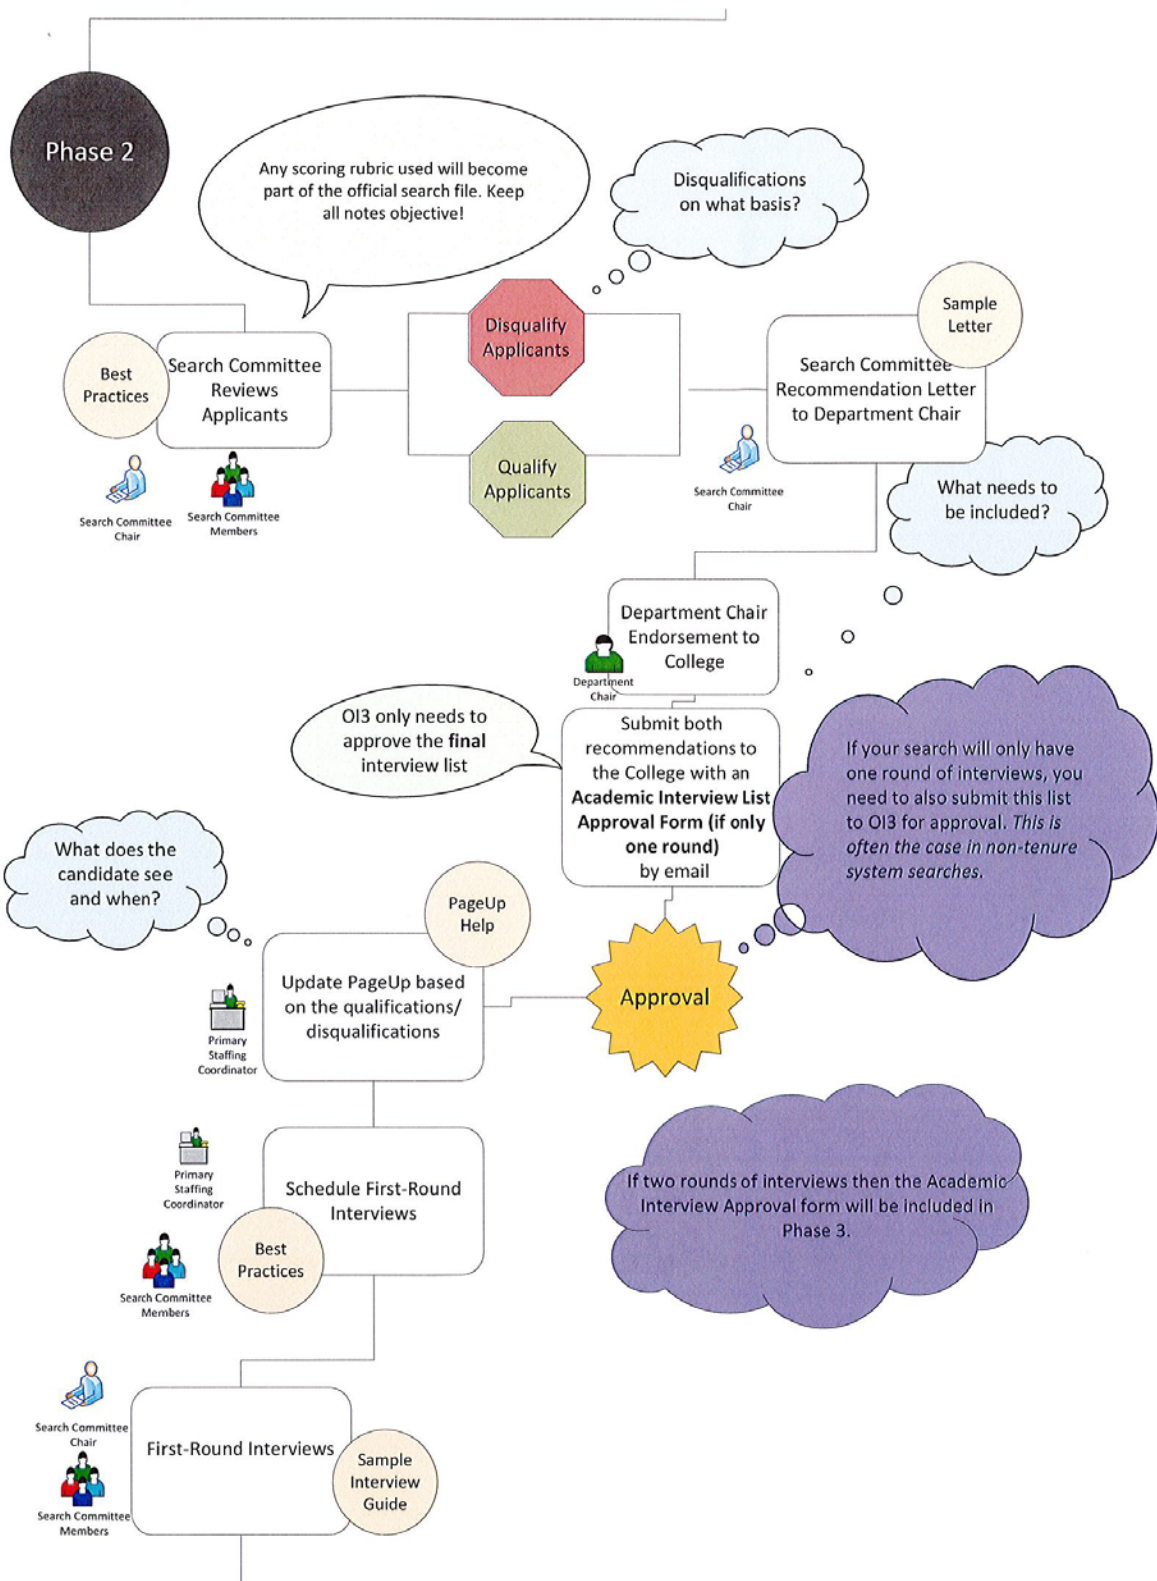 Phase 2
Any scoring rubric used will become
part of the official search file. Keep
all notes objective!
Disqualifications
on what basis?
Disqualify
Applicants
Sample
Letter
Best
Practices
Search Committee
Reviews
Applicants
Search Committee
Recommendation Letter
to Department Chair
Qualify
Applicants
Search Committee
Chair
Search Committee
Members
Search Committee
Chair
What needs to
be included?
Department Chair
Endorsement to
College
Department
Chair
OI3 only needs to
approve the final
interview list
Submit both
recommendations to
the College with an
Academic Interview List
Approval Form (if only
one round)
by email
If your search will only have
one round of interviews, you
need to also submit this list
to OI3 for approval. This is
often the case in non-tenure
system searches.
What does the
candidate see
and when?
PageUp
Help
Update PageUp based
on the qualifications/
disqualifications
Approval
Primary
Staffing
Coordinator
Primary
Staffing
Coordinator
Schedule First-Round
Interviews
If two rounds of interviews then the Academic
Interview Approval form will be included in
Phase 3.
Best
Practices
Search Committee
Members
Search Committee
Chair
First-Round Interviews
Sample
Interview
Guide
Search Committee
Members